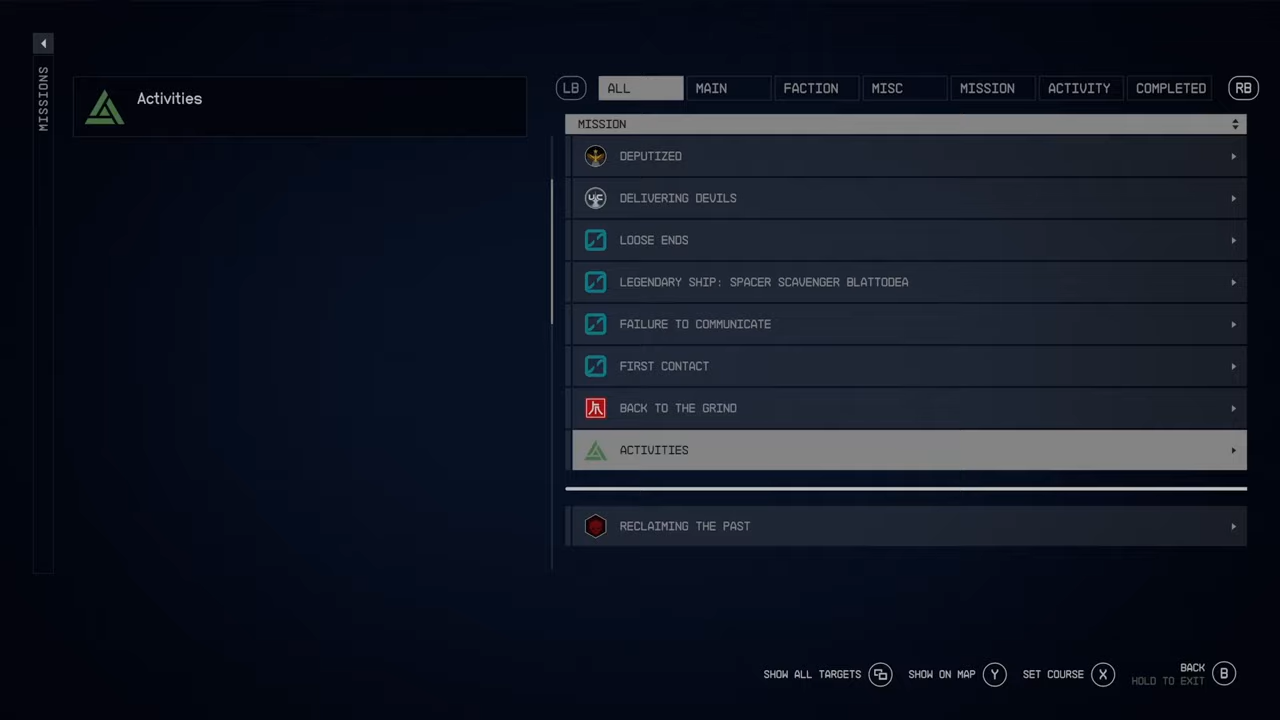 MISSIONS
Activities
LB ALL MAIN FACTION MISC MISSION ACTIVITY COMPLETED RB
MISSION
DEPUTIZED
DELIVERING DEVILS
LOOSE ENDS
LEGENDARY SHIP: SPACER SCAVENGER BLATTODEA
FAILURE TO COMMUNICATE
FIRST CONTACT
BACK TO THE GRIND
ACTIVITIES
RECLAIMING THE PAST
SHOW ALL TARGETS SHOW ON MAP Y SET COURSE X BACK B
HOLD TO EXIT